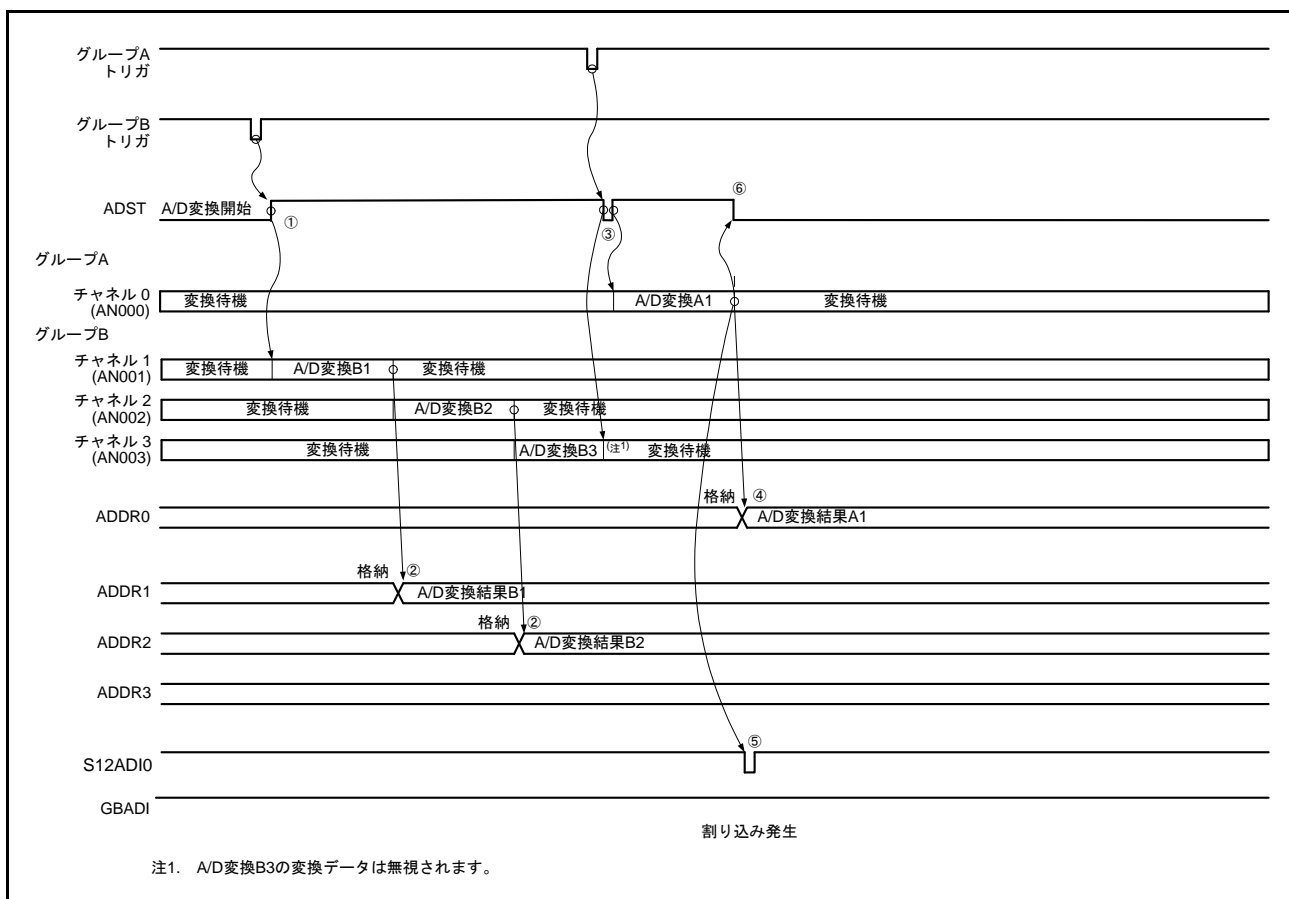 グループA
トリガ
グループB
トリガ
ADST A/D変換開始 ① ③ ⑥
グループA
チャネル 0
(AN000)
変換待機 A/D変換A1 変換待機
グループB
チャネル 1
(AN001)
変換待機 A/D変換B1 変換待機
チャネル 2
(AN002)
変換待機 A/D変換B2 変換待機
チャネル 3
(AN003)
変換待機 A/D変換B3 (注1) 変換待機
格納 ④
ADDR0 A/D変換結果A1
格納 ②
ADDR1 A/D変換結果B1
格納 ②
ADDR2 A/D変換結果B2
ADDR3
⑤
S12ADI0
GBADI
割り込み発生
注1. A/D変換B3の変換データは無視されます。